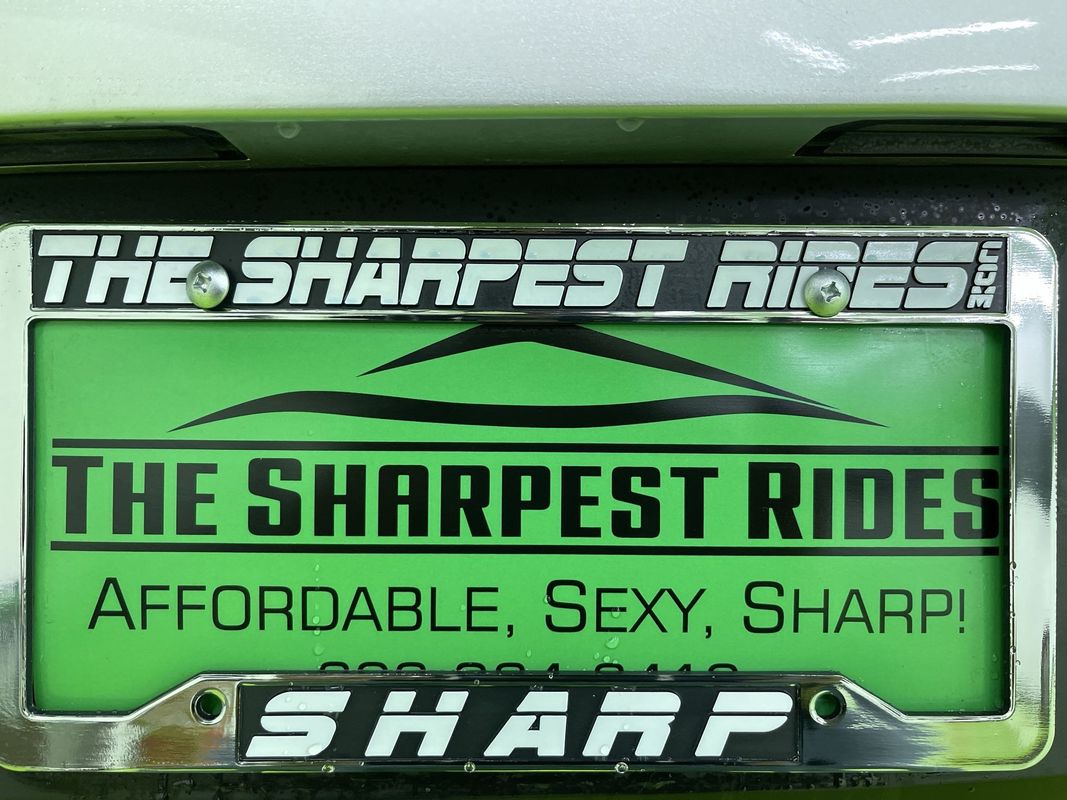 THE SHARPEST RIDES.COM
THE SHARPEST RIDES
AFFORDABLE, SEXY, SHARP!
SHARP